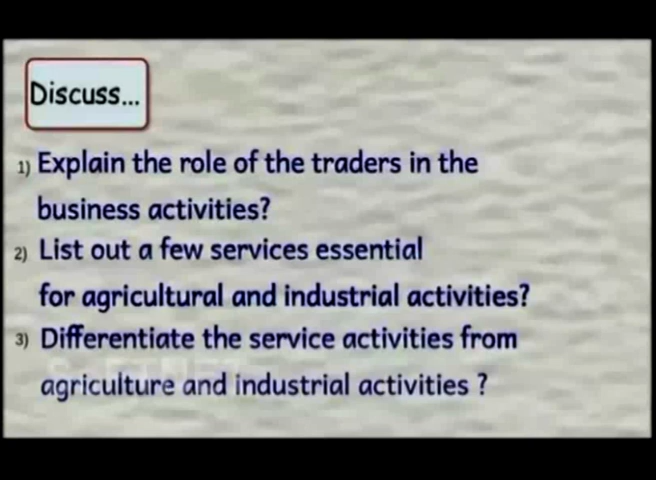 Discuss...
1) Explain the role of the traders in the
business activities?
2) List out a few services essential
for agricultural and industrial activities?
3) Differentiate the service activities from
agriculture and industrial activities ?